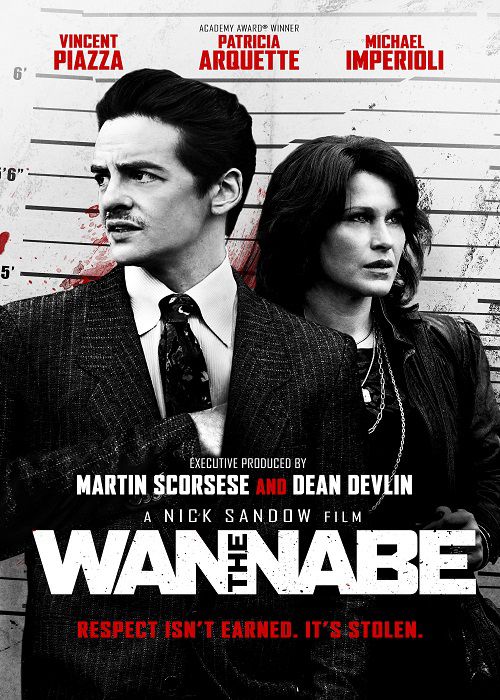 ACADEMY AWARD® WINNER
VINCENT PATRICIA MICHAEL
PIAZZA ARQUETTE IMPERIOLI
6'
5'6"
5'
EXECUTIVE PRODUCED BY
MARTIN SCORSESE AND DEAN DEVLIN
A NICK SANDOW FILM
THE
WANNABE
RESPECT ISN'T EARNED. IT'S STOLEN.